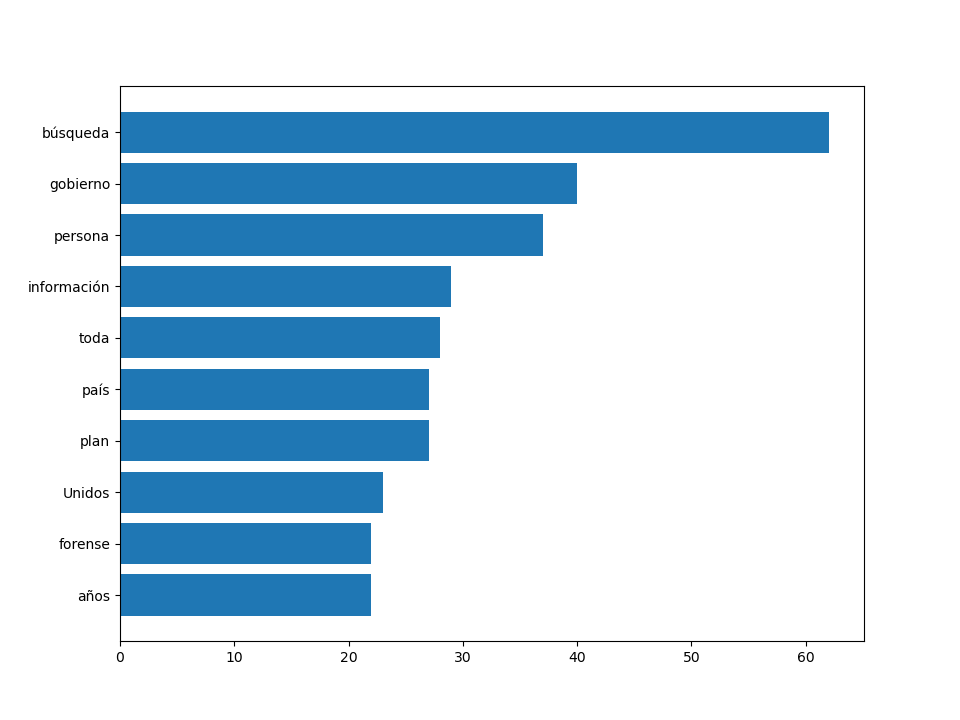 búsqueda
gobierno
persona
información
toda
país
plan
Unidos
forense
años
0 10 20 30 40 50 60